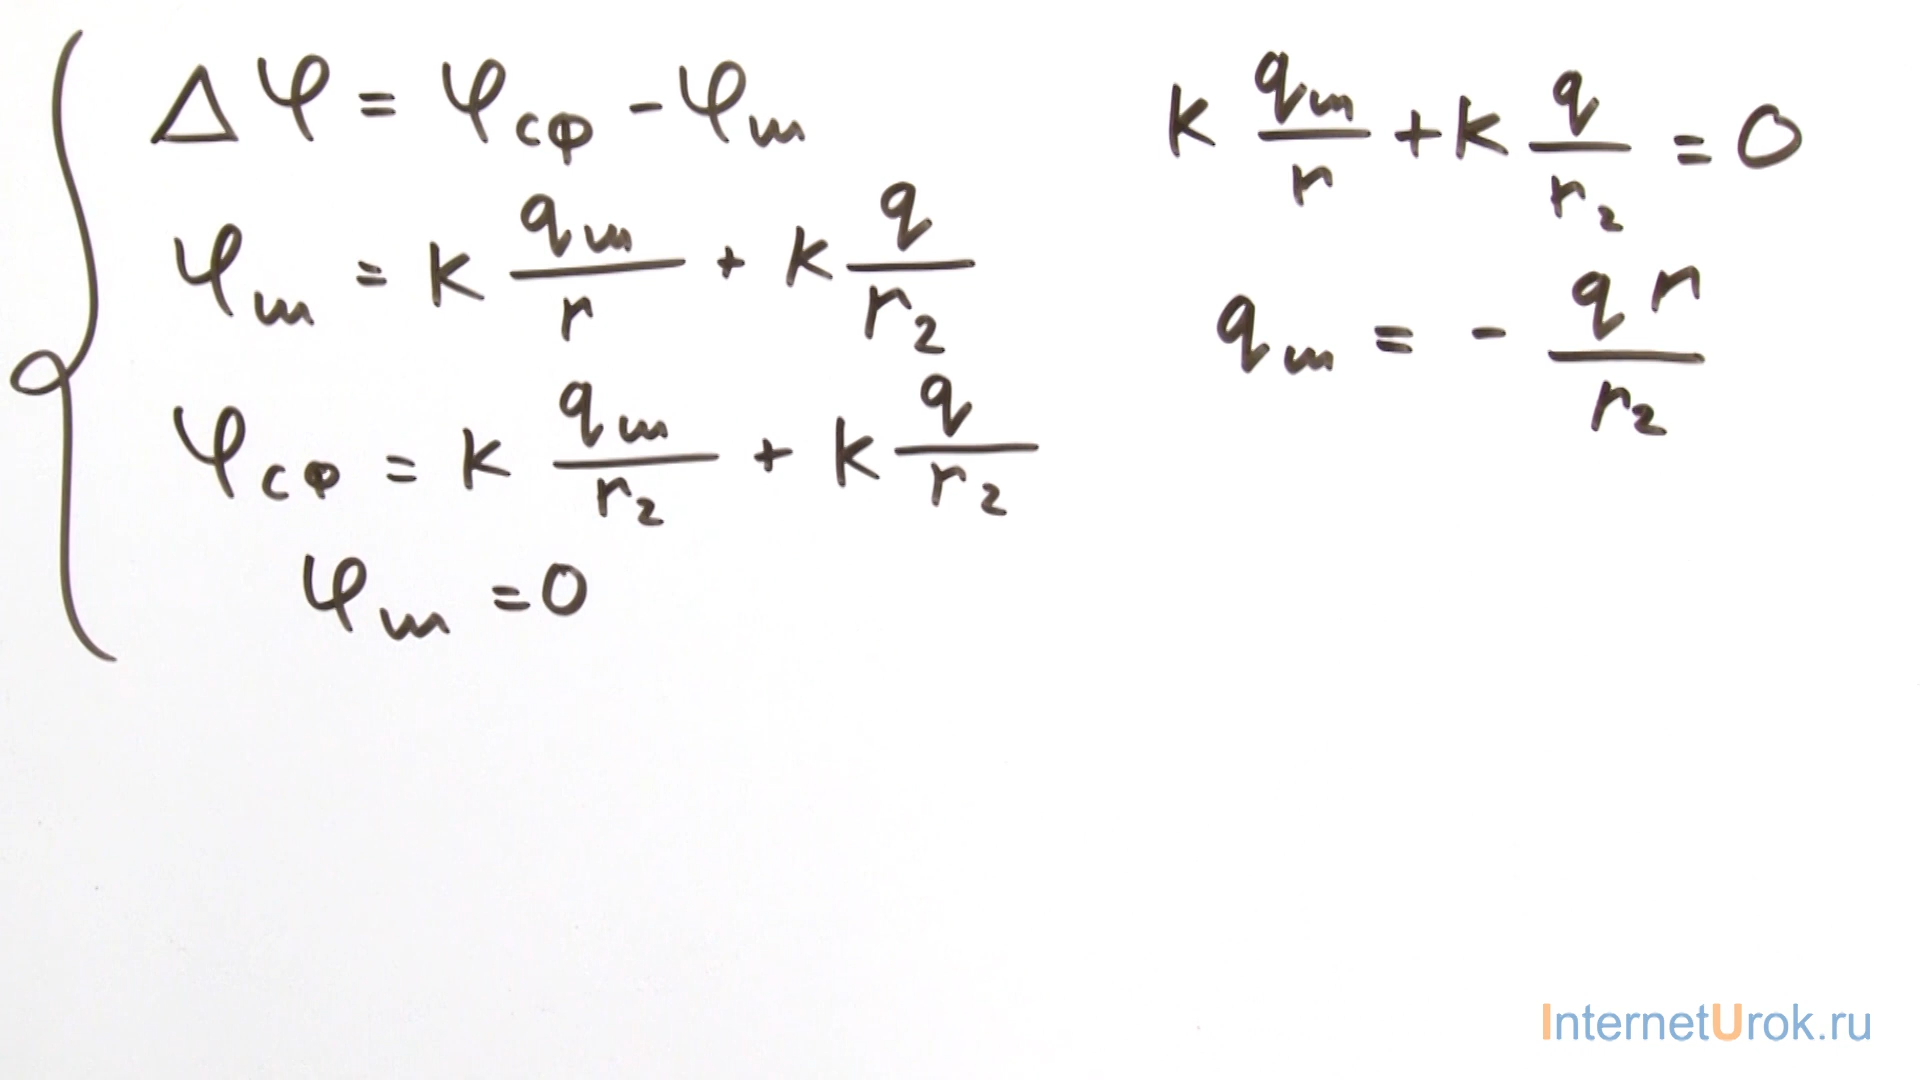 Δφ = φсф - φш
φш = k qш/r + k q/r₂
φсф = k qш/r₂ + k q/r₂
φш = 0
k qш/r + k q/r₂ = 0
qш = - qr/r₂
InternetUrok.ru